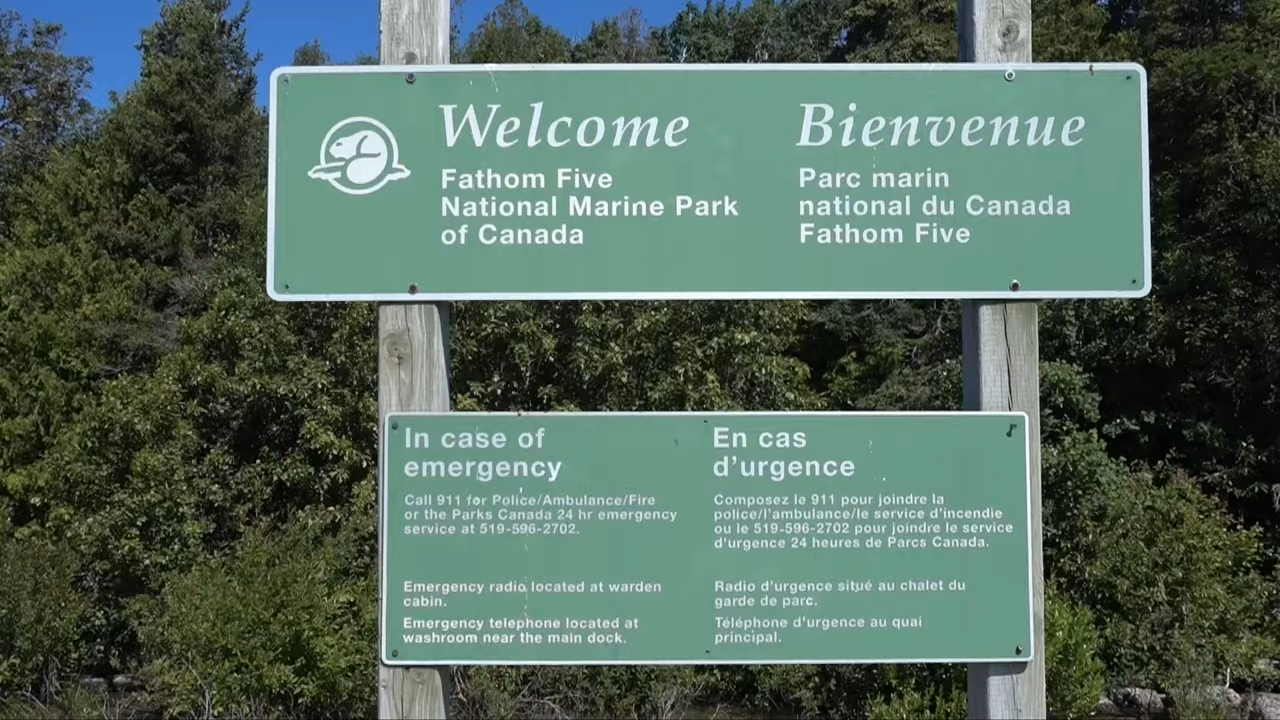 Welcome
Fathom Five
National Marine Park
of Canada
Bienvenue
Parc marin
national du Canada
Fathom Five
In case of
emergency
Call 911 for Police/Ambulance/Fire
or the Parks Canada 24 hr emergency
service at 519-596-2702.
Emergency radio located at warden
cabin.
Emergency telephone located at
washroom near the main dock.
En cas
d'urgence
Composez le 911 pour joindre la
police/l'ambulance/le service d'incendie
ou le 519-596-2702 pour joindre le service
d'urgence 24 heures de Parcs Canada.
Radio d'urgence situé au chalet du
garde de parc.
Téléphone d'urgence au quai
principal.